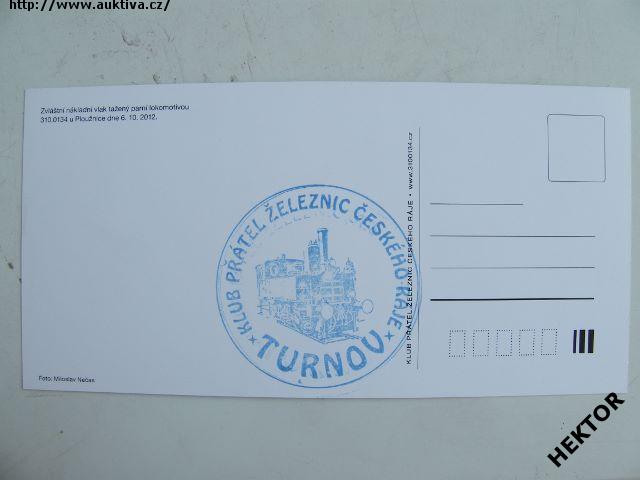 http://www.auktiva.cz/
Zvláštní nákladní vlak tažený parní lokomotivou
310.0134 u Ploužnice dne 6. 10. 2012.
KLUB PŘÁTEL ŽELEZNIC ČESKÉHO RÁJE
TURNOV
KLUB PŘÁTEL ŽELEZNIC ČESKÉHO RÁJE • www.3100134.cz
Foto: Miloslav Nečas
HEKTOR